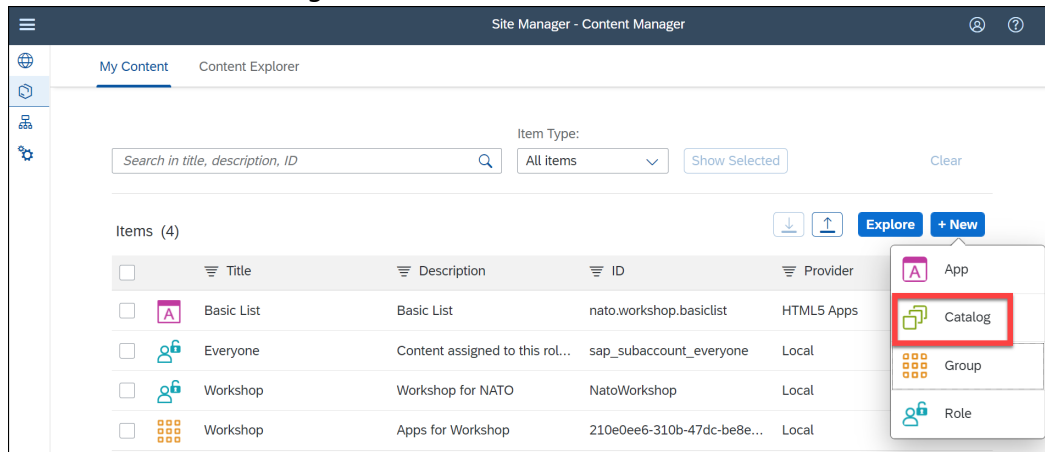 Site Manager - Content Manager
My Content Content Explorer
Item Type:
Search in title, description, ID All items Show Selected Clear
Items (4) Explore + New
Title Description ID Provider
Basic List Basic List nato.workshop.basiclist HTML5 Apps
Everyone Content assigned to this rol... sap_subaccount_everyone Local
Workshop Workshop for NATO NatoWorkshop Local
Workshop Apps for Workshop 210e0ee6-310b-47dc-be8e... Local
A App
Catalog
Group
Role